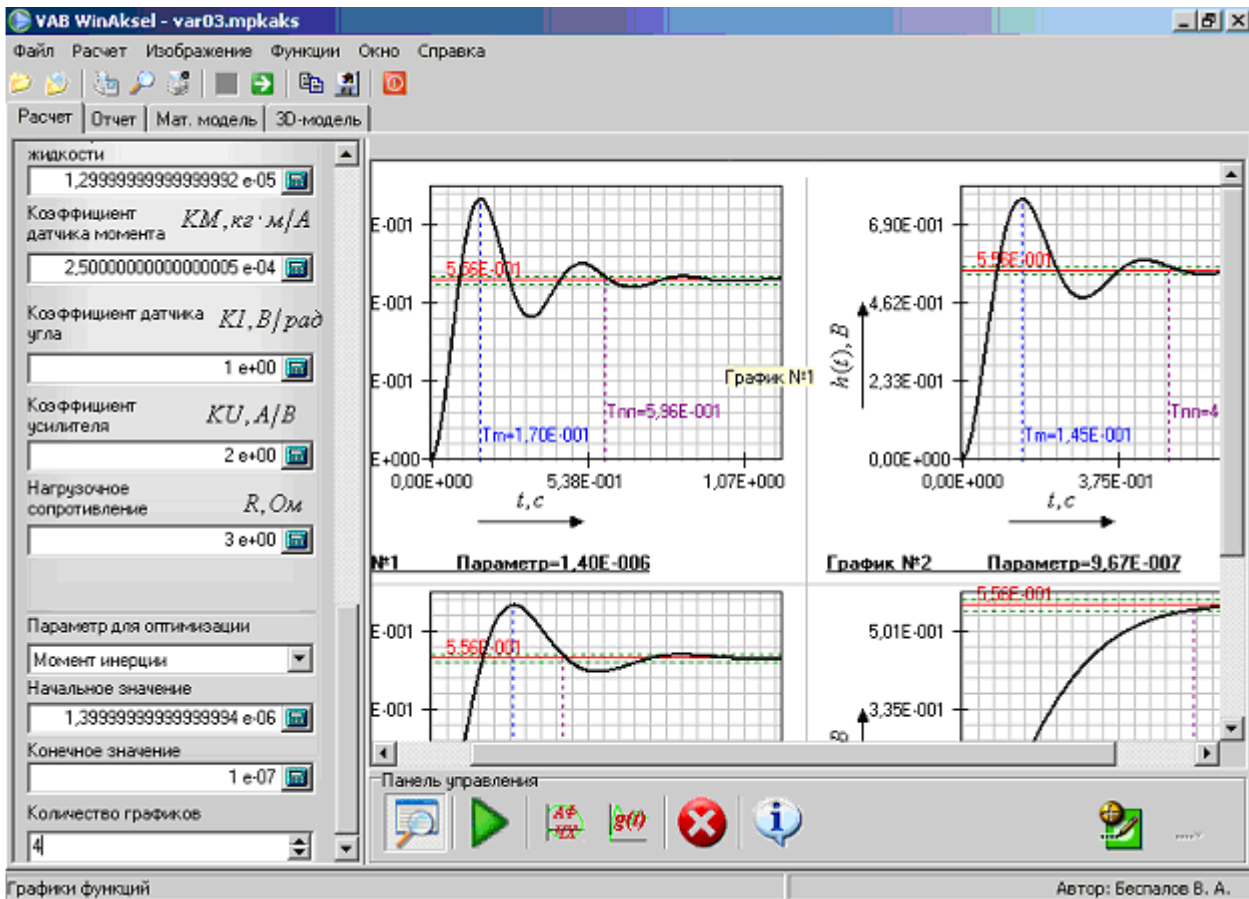 VAB WinAksel - var03.mpkaks
Файл Расчет Изображение Функции Окно Справка
Расчет Отчет Мат. модель 3D-модель
жидкости
1,29999999999999992 e-05
Коэффициент
датчика момента
KM, кг·м/А
2,50000000000000005 e-04
Коэффициент датчика
угла
K1, В/рад
1 e+00
Коэффициент
усилителя
KU, А/В
2 e+00
Нагрузочное
сопротивление
R, Ом
3 e+00
Параметр для оптимизации
Момент инерции
Начальное значение
1,39999999999999994 e-06
Конечное значение
1 e-07
Количество графиков
4
E-001
5,56E-001
E-001
E-001
E+000
Tm=1,70E-001
Tпп=5,96E-001
0,00E+000 5,38E-001 1,07E+000
t, с
График №1
№1 Параметр=1,40E-006
6,90E-001
5,56E-001
4,62E-001
h(t), В
2,33E-001
0,00E+000
Tm=1,45E-001
Tпп=4
0,00E+000 3,75E-001
t, с
График №2 Параметр=9,67E-007
E-001
5,56E-001
E-001
5,56E-001
5,01E-001
3,35E-001
Панель управления
АФ
ЧХ
g(t)
i
Графики функций
Автор: Беспалов В. А.